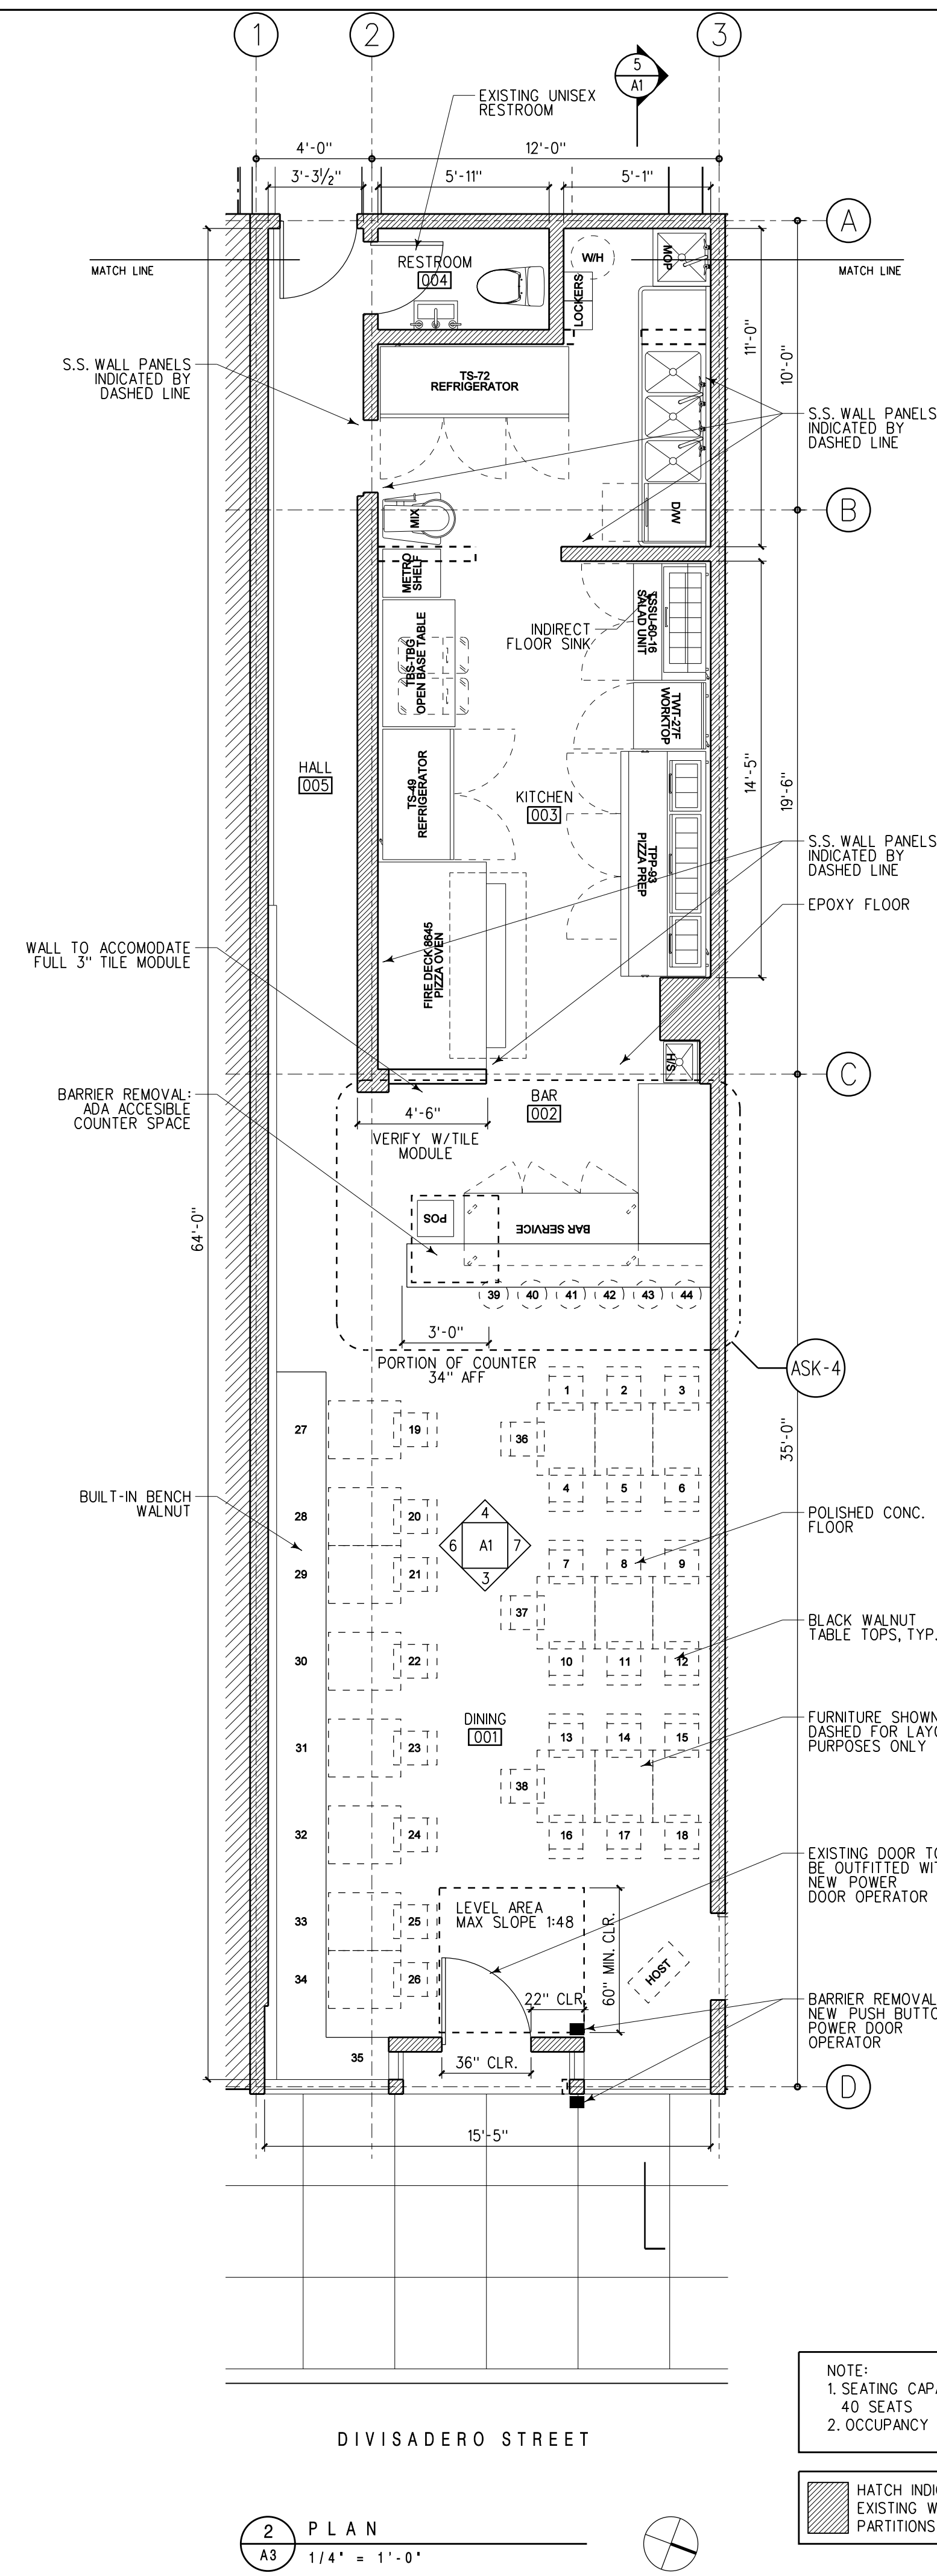 1
2
3
5
A1
EXISTING UNISEX
RESTROOM
4'-0"
12'-0"
3'-3½"
5'-11"
5'-1"
A
RESTROOM
004
W/H
MOP
LOCKERS
MATCH LINE
MATCH LINE
S.S. WALL PANELS
INDICATED BY
DASHED LINE
TS-72
REFRIGERATOR
11'-0"
10'-0"
S.S. WALL PANELS
INDICATED BY
DASHED LINE
MIX
D/W
B
METRO
SHELF
INDIRECT
FLOOR SINK
TSSU-60-16
SALAD UNIT
TBS-TBG
OPEN BASE TABLE
TWT-27F
WORKTOP
HALL
005
TS-49
REFRIGERATOR
KITCHEN
003
14'-5"
19'-6"
TPP-93
PIZZA PREP
S.S. WALL PANELS
INDICATED BY
DASHED LINE
EPOXY FLOOR
WALL TO ACCOMODATE
FULL 3" TILE MODULE
FIRE DECK 8645
PIZZA OVEN
H/S
C
BARRIER REMOVAL:
ADA ACCESIBLE
COUNTER SPACE
BAR
002
4'-6"
VERIFY W/TILE
MODULE
64'-0"
POS
BAR SERVICE
39
40
41
42
43
44
3'-0"
PORTION OF COUNTER
34" AFF
ASK-4
1
2
3
27
19
36
35'-0"
4
5
6
BUILT-IN BENCH
WALNUT
28
20
4
6
A1
7
3
POLISHED CONC.
FLOOR
29
21
7
8
9
37
BLACK WALNUT
TABLE TOPS, TYP.
30
22
10
11
12
DINING
001
FURNITURE SHOWN
DASHED FOR LAYO
PURPOSES ONLY
31
23
13
14
15
38
32
24
16
17
18
EXISTING DOOR TO
BE OUTFITTED WIT
NEW POWER
DOOR OPERATOR
LEVEL AREA
MAX SLOPE 1:48
33
25
60" MIN. CLR.
HOST
34
26
22" CLR.
BARRIER REMOVAL
NEW PUSH BUTTO
POWER DOOR
OPERATOR
35
36" CLR.
D
15'-5"
NOTE:
1. SEATING CAPA
40 SEATS
2. OCCUPANCY
DIVISADERO STREET
HATCH INDI
EXISTING W
PARTITIONS
2
A3
PLAN
1/4" = 1'-0"